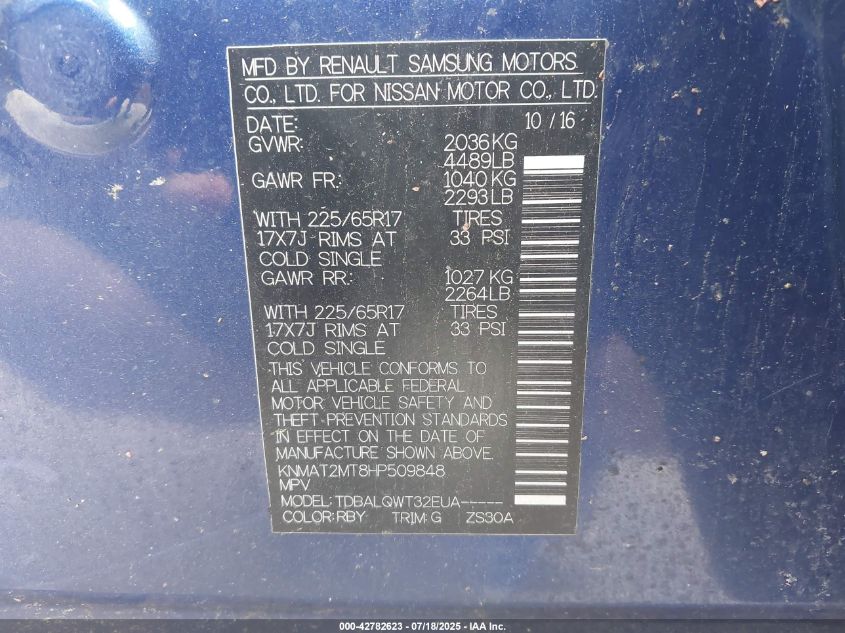 MFD BY RENAULT SAMSUNG MOTORS
CO., LTD. FOR NISSAN MOTOR CO., LTD.
DATE: 10 / 16
GVWR: 2036KG
4489LB
GAWR FR: 1040KG
2293LB
WITH 225/65R17 TIRES
17X7J RIMS AT 33 PSI
COLD SINGLE
GAWR RR: 1027KG
2264LB
WITH 225/65R17 TIRES
17X7J RIMS AT 33 PSI
COLD SINGLE
THIS VEHICLE CONFORMS TO
ALL APPLICABLE FEDERAL
MOTOR VEHICLE SAFETY AND
THEFT-PREVENTION STANDARDS
IN EFFECT ON THE DATE OF
MANUFACTURE SHOWN ABOVE.
KNMAT2MT8HP509848
MPV
MODEL: TDBALQWT32EUA-----
COLOR:RBY TRIM:G ZS30A
000-42782623 - 07/18/2025 - IAA Inc.